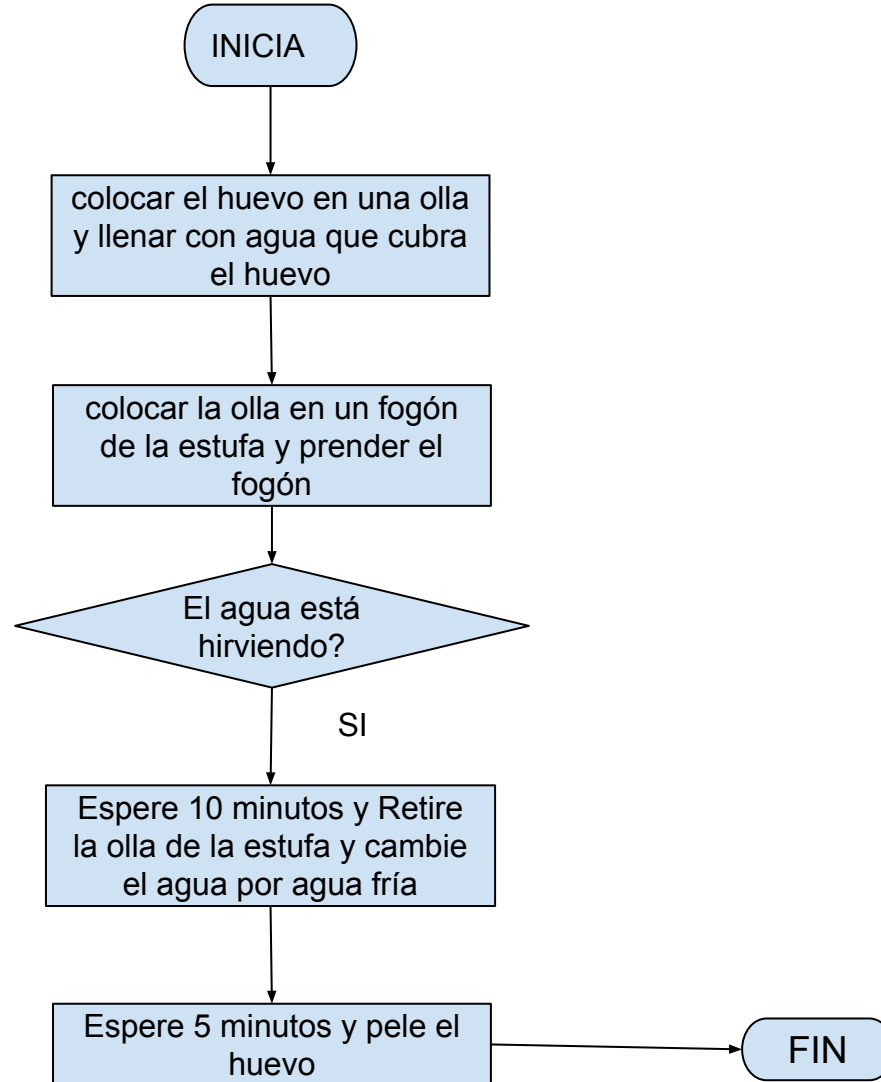 INICIA
colocar el huevo en una olla
y llenar con agua que cubra
el huevo
colocar la olla en un fogón
de la estufa y prender el
fogón
El agua está
hirviendo?
SI
Espere 10 minutos y Retire
la olla de la estufa y cambie
el agua por agua fría
Espere 5 minutos y pele el
huevo
FIN